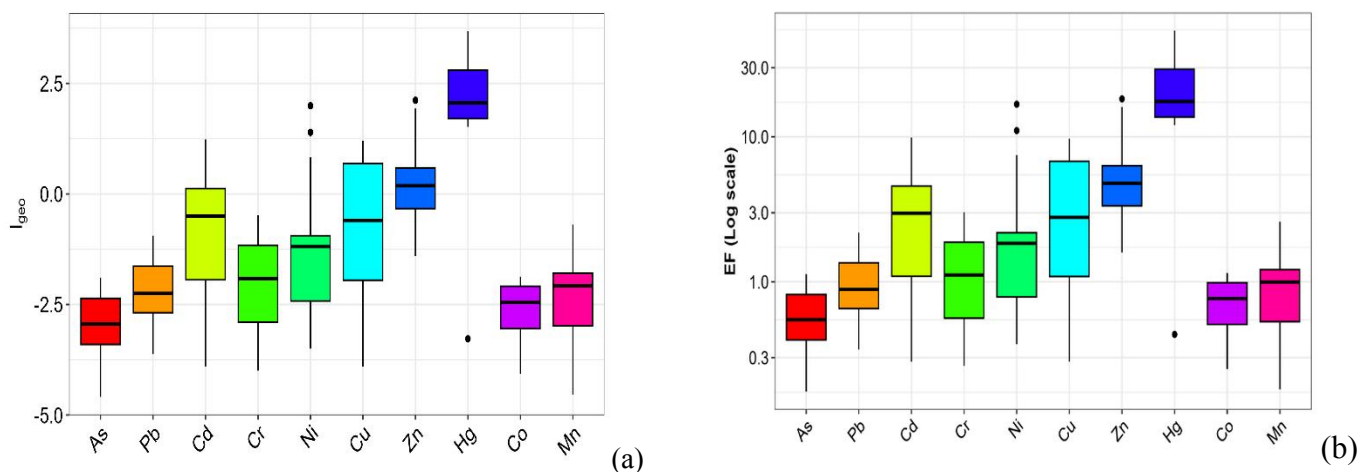 2.5
0.0
-2.5
-5.0
Igeo
As Pb Cd Cr Ni Cu Zn Hg Co Mn
(a)
30.0
10.0
3.0
1.0
0.3
EF (Log scale)
As Pb Cd Cr Ni Cu Zn Hg Co Mn
(b)